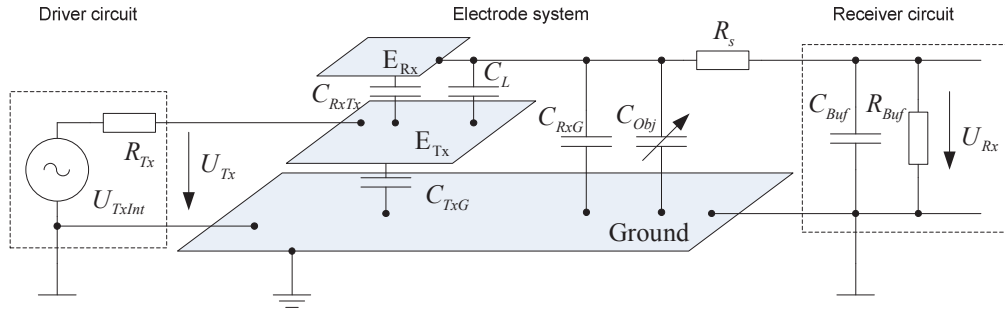 Driver circuit
Electrode system
Receiver circuit
R_s
E_Rx
C_L
C_RxTx
C_RxG
C_Obj
C_Buf
R_Buf
U_Rx
R_Tx
E_Tx
U_Tx
U_TxInt
C_TxG
Ground